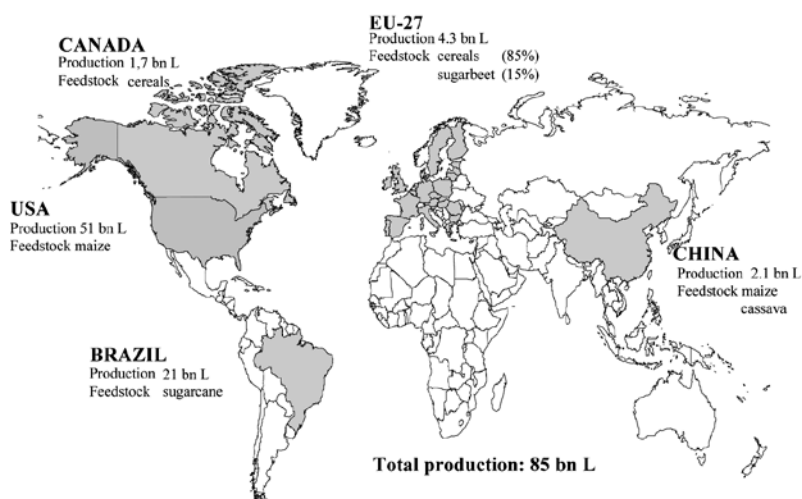 EU-27
Production 4.3 bn L
Feedstock cereals (85%)
sugarbeet (15%)
CANADA
Production 1,7 bn L
Feedstock cereals
USA
Production 51 bn L
Feedstock maize
CHINA
Production 2.1 bn L
Feedstock maize
cassava
BRAZIL
Production 21 bn L
Feedstock sugarcane
Total production: 85 bn L